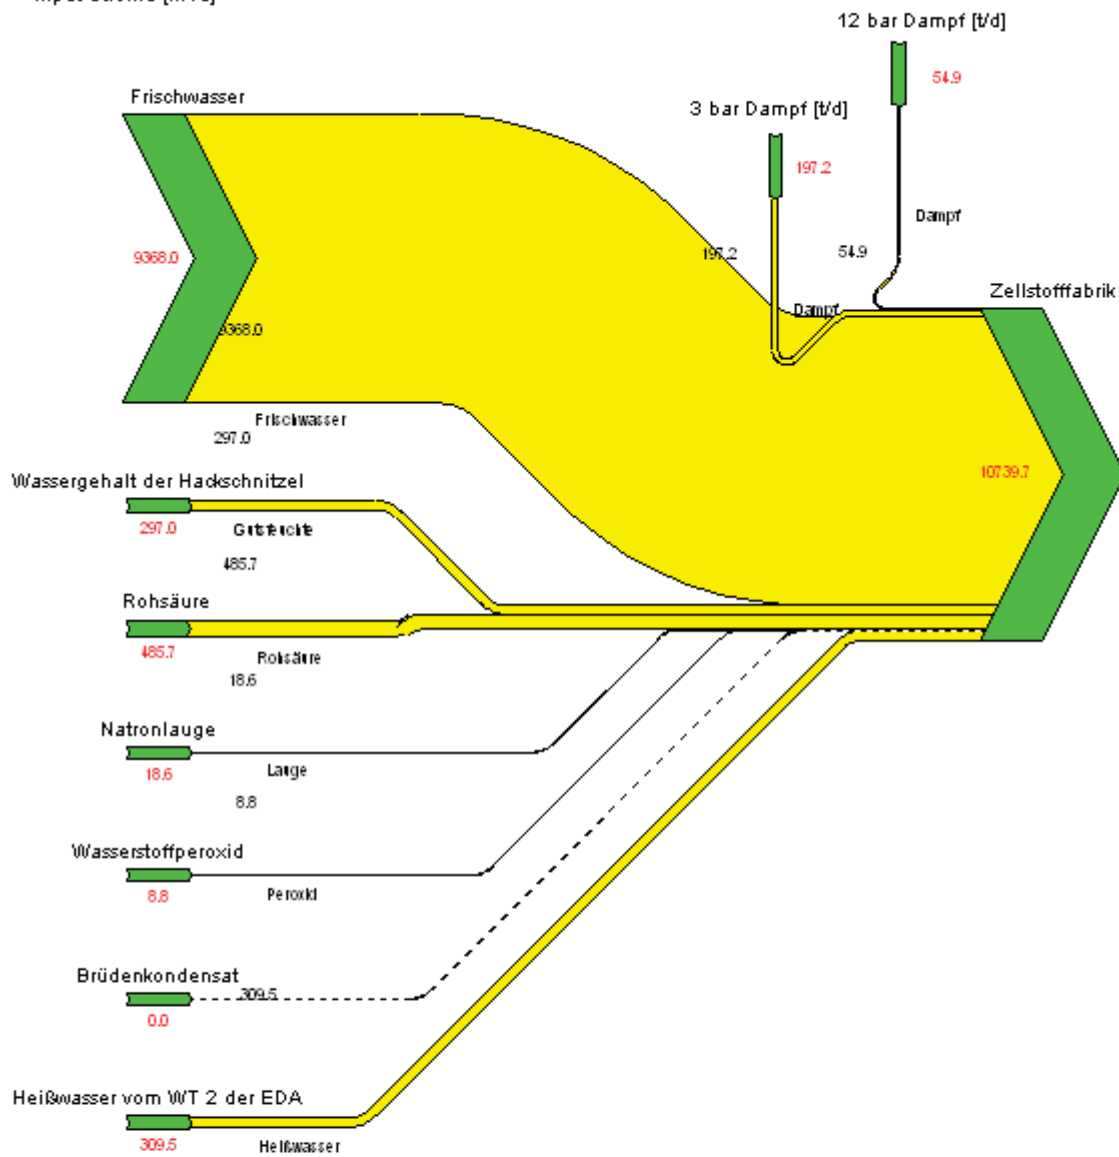 12 bar Dampf [t/d]
54.9
Frischwasser
3 bar Dampf [t/d]
197.2
Dampf
9368.0
197.2
54.9
Zellstofffabrik
Dampf
9368.0
Frischwasser
297.0
10739.7
Wassergehalt der Hackschnitzel
297.0
Gutsfeuchte
485.7
Rohsäure
485.7
Rohsäure
18.6
Natronlauge
18.6
Lauge
8.8
Wasserstoffperoxid
8.8
Peroxid
Brüdenkondensat
309.5
0.0
Heißwasser vom WT 2 der EDA
309.5
Heißwasser